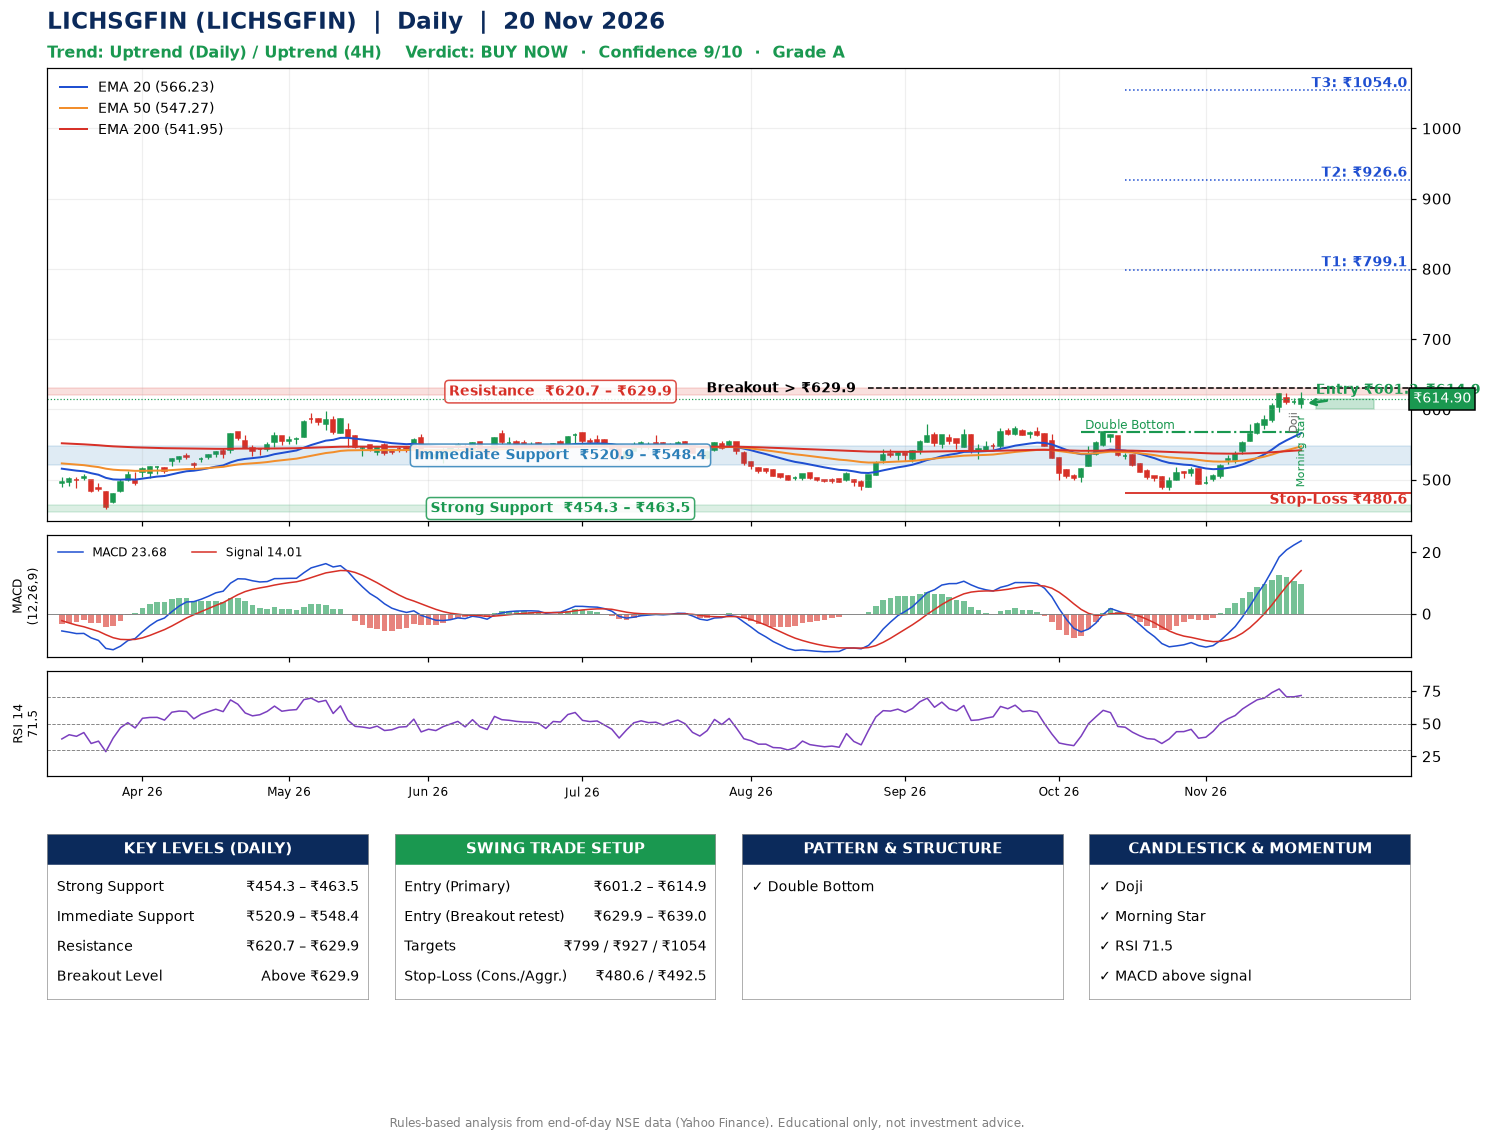 LICHSGFIN (LICHSGFIN) | Daily | 20 Nov 2026
Trend: Uptrend (Daily) / Uptrend (4H) Verdict: BUY NOW · Confidence 9/10 · Grade A
EMA 20 (566.23)
EMA 50 (547.27)
EMA 200 (541.95)
T3: ₹1054.0
T2: ₹926.6
T1: ₹799.1
1000
900
800
700
600
500
Resistance ₹620.7 – ₹629.9
Breakout > ₹629.9
Entry ₹601.2–₹614.9
₹614.90
Double Bottom
Doji
Morning Star
Immediate Support ₹520.9 – ₹548.4
Stop-Loss ₹480.6
Strong Support ₹454.3 – ₹463.5
MACD (12,26,9)
MACD 23.68 Signal 14.01
20
0
RSI 14
71.5
75
50
25
Apr 26 May 26 Jun 26 Jul 26 Aug 26 Sep 26 Oct 26 Nov 26
KEY LEVELS (DAILY)
Strong Support ₹454.3 – ₹463.5
Immediate Support ₹520.9 – ₹548.4
Resistance ₹620.7 – ₹629.9
Breakout Level Above ₹629.9
SWING TRADE SETUP
Entry (Primary) ₹601.2 – ₹614.9
Entry (Breakout retest) ₹629.9 – ₹639.0
Targets ₹799 / ₹927 / ₹1054
Stop-Loss (Cons./Aggr.) ₹480.6 / ₹492.5
PATTERN & STRUCTURE
✓ Double Bottom
CANDLESTICK & MOMENTUM
✓ Doji
✓ Morning Star
✓ RSI 71.5
✓ MACD above signal
Rules-based analysis from end-of-day NSE data (Yahoo Finance). Educational only, not investment advice.